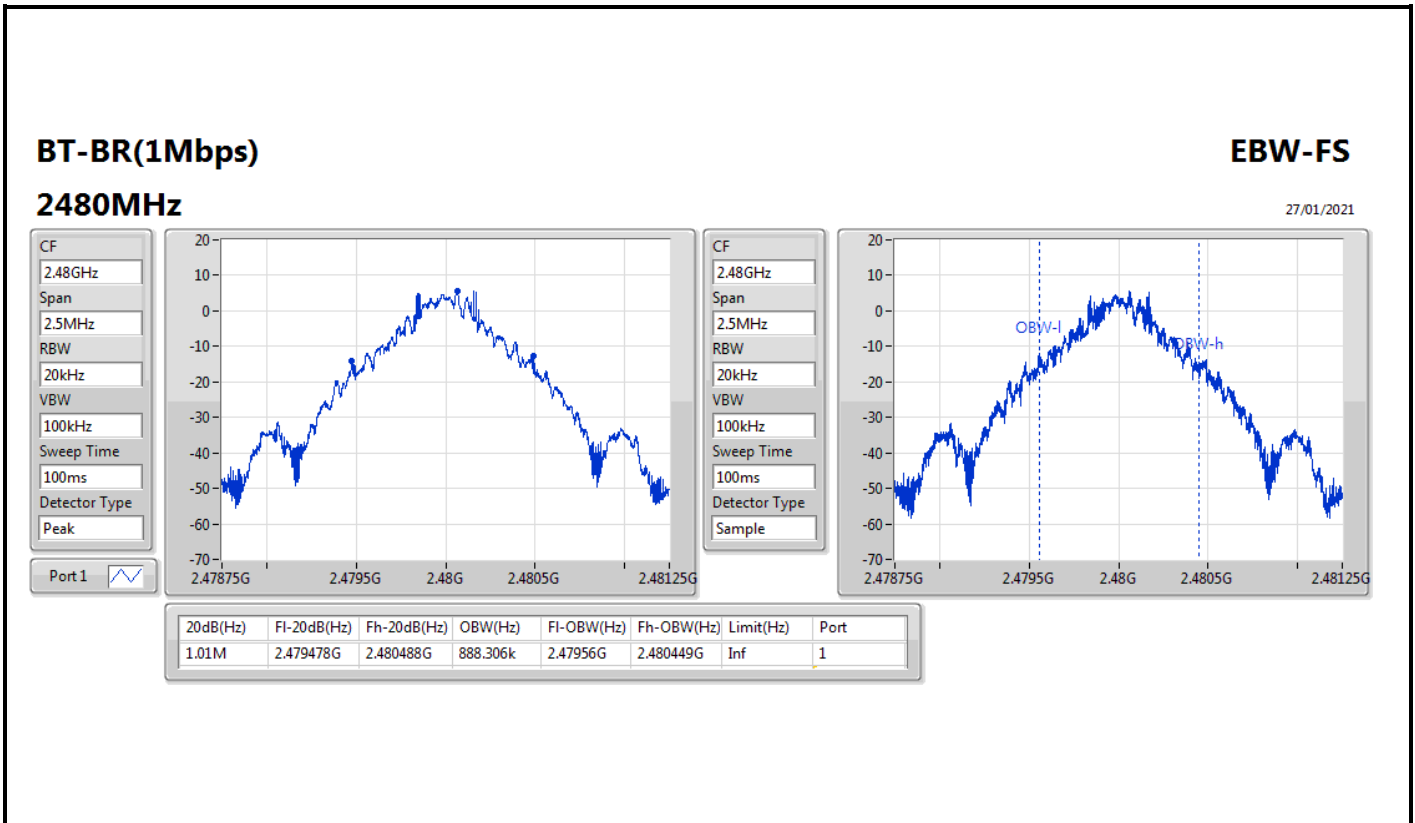 BT-BR(1Mbps)
EBW-FS
2480MHz
27/01/2021
CF
2.48GHz
Span
2.5MHz
RBW
20kHz
VBW
100kHz
Sweep Time
100ms
Detector Type
Peak
Port 1
20
10
0
-10
-20
-30
-40
-50
-60
-70
2.47875G 2.4795G 2.48G 2.4805G 2.48125G
CF
2.48GHz
Span
2.5MHz
RBW
20kHz
VBW
100kHz
Sweep Time
100ms
Detector Type
Sample
20
10
0
-10
-20
-30
-40
-50
-60
-70
OBW-l
OBW-h
2.47875G 2.4795G 2.48G 2.4805G 2.48125G
20dB(Hz) Fl-20dB(Hz) Fh-20dB(Hz) OBW(Hz) Fl-OBW(Hz) Fh-OBW(Hz) Limit(Hz) Port
1.01M 2.479478G 2.480488G 888.306k 2.47956G 2.480449G Inf 1